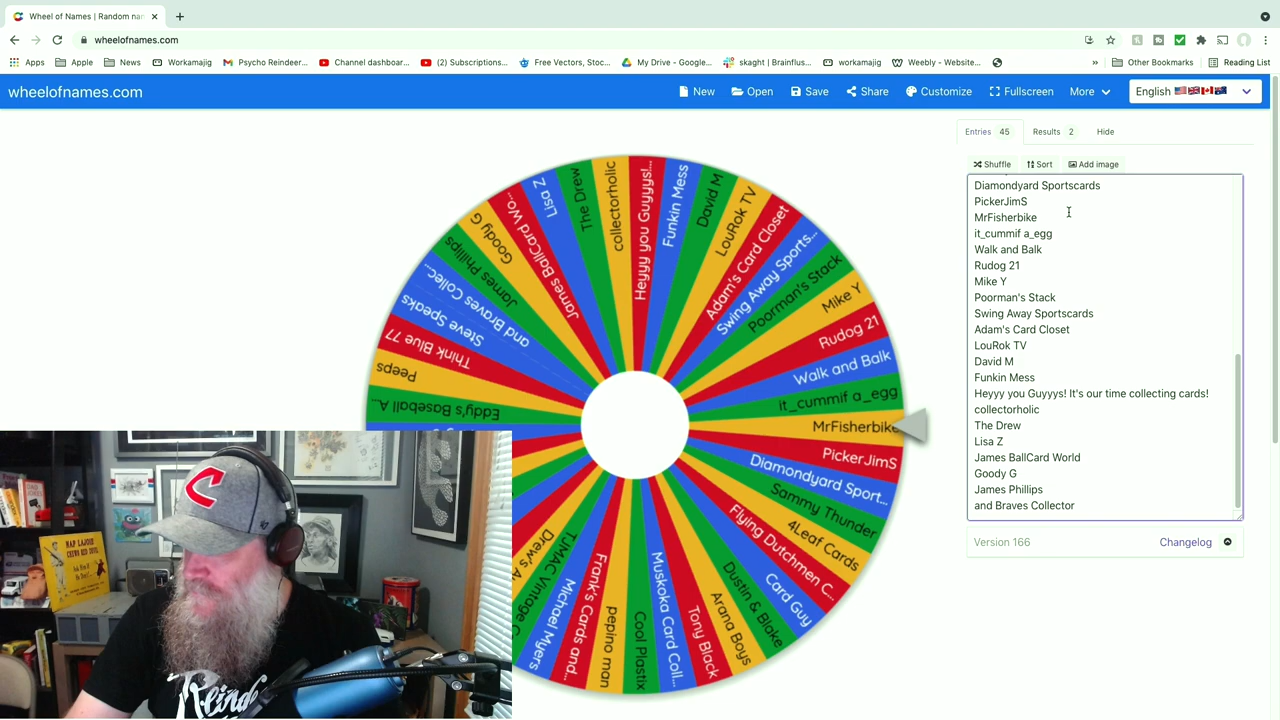 Wheel of Names | Random na
wheelofnames.com
Apps
Apple
News
Workamajig
Psycho Reindeer...
Channel dashboar...
(2) Subscriptions...
Free Vectors, Stoc...
My Drive - Google...
skaght | Brainflus...
workamajig
Weebly - Website...
»
Other Bookmarks
Reading List
wheelofnames.com
New
Open
Save
Share
Customize
Fullscreen
More
English
Entries 45
Results 2
Hide
Shuffle
Sort
Add image
Diamondyard Sportscards
PickerJimS
MrFisherbike
it_cummif a_egg
Walk and Balk
Rudog 21
Mike Y
Poorman's Stack
Swing Away Sportscards
Adam's Card Closet
LouRok TV
David M
Funkin Mess
Heyyy you Guyyys! It's our time collecting cards!
collectorholic
The Drew
Lisa Z
James BallCard World
Goody G
James Phillips
and Braves Collector
Version 166
Changelog
Eddy's Baseball A...
Peeps
Think Blue 77
Steve Speaks
and Braves Collec...
James Phillips
Goody G
James BallCard Wo...
Lisa Z
The Drew
collectorholic
Heyyy you Guyyys!...
Funkin Mess
David M
LouRok TV
Adam's Card Closet
Swing Away Sports...
Poorman's Stack
Mike Y
Rudog 21
Walk and Balk
it_cummif a_egg
MrFisherbike
PickerJimS
Diamondyard Sport...
Sammy Thunder
4Leaf Cards
Flying Dutchmen C...
Card Guy
Dustin & Blake
Arana Boys
Tony Black
Muskoka Card Coll...
Cool Plastix
pepino man
Frank's Cards and...
Michael Myers
TJMAC Vintage
Drew's
NAP LAJOIE
C